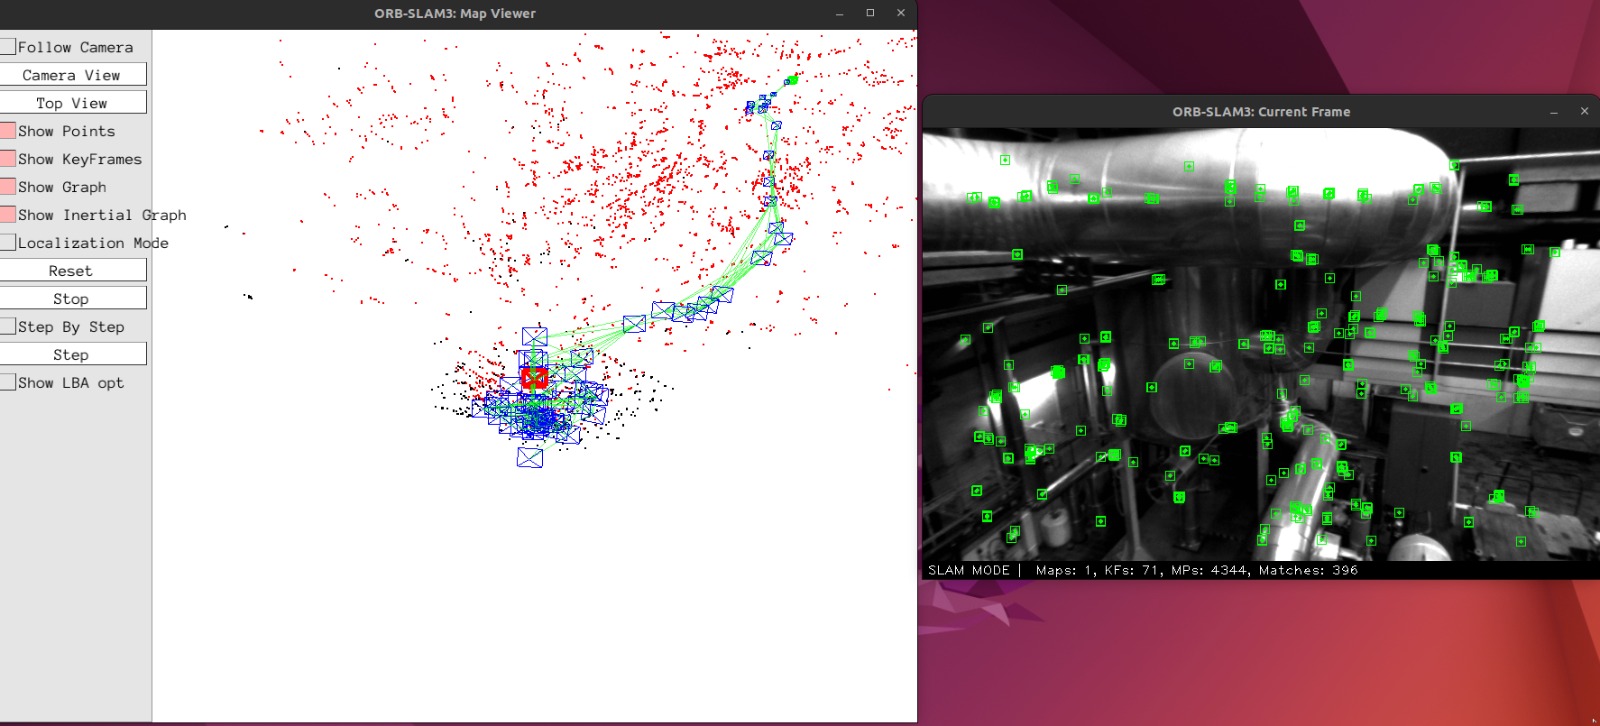 ORB-SLAM3: Map Viewer
Follow Camera
Camera View
Top View
Show Points
Show KeyFrames
Show Graph
Show Inertial Graph
Localization Mode
Reset
Stop
Step By Step
Step
Show LBA opt
ORB-SLAM3: Current Frame
SLAM MODE | Maps: 1, KFs: 71, MPs: 4344, Matches: 396